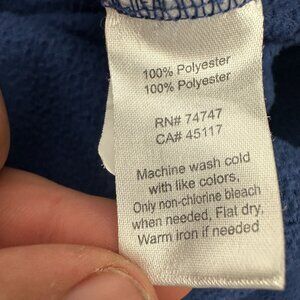 100% Polyester
100% Polyester
RN# 74747
CA# 45117
Machine wash cold
with like colors,
Only non-chlorine bleach
when needed, Flat dry,
Warm iron if needed